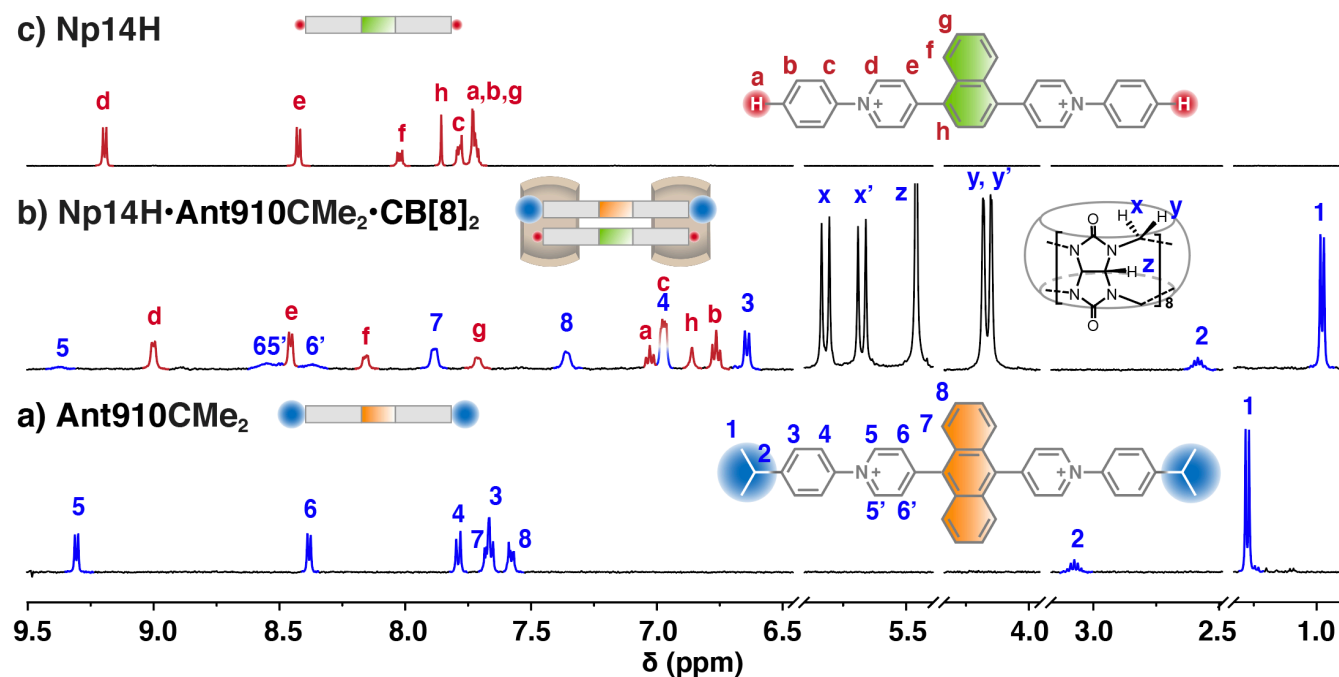 c) Np14H
d
e
f
h
c
a,b,g
a
b
c
d
e
f
g
h
H
N
+
+
N
H
b) Np14H•Ant910CMe₂•CB[8]₂
5
d
65’
e
6’
f
7
g
8
a
c
4
h
b
3
x
x’
z
y, y’
2
1
O
H
x
H
y
N
N
H
z
N
N
8
O
a) Ant910CMe₂
5
6
4
7
3
8
2
1
1
2
3
4
5
6
7
8
N
+
+
N
5’
6’
9.5 9.0 8.5 8.0 7.5 7.0 6.5 5.5 4.0 3.0 2.5 1.0
δ (ppm)